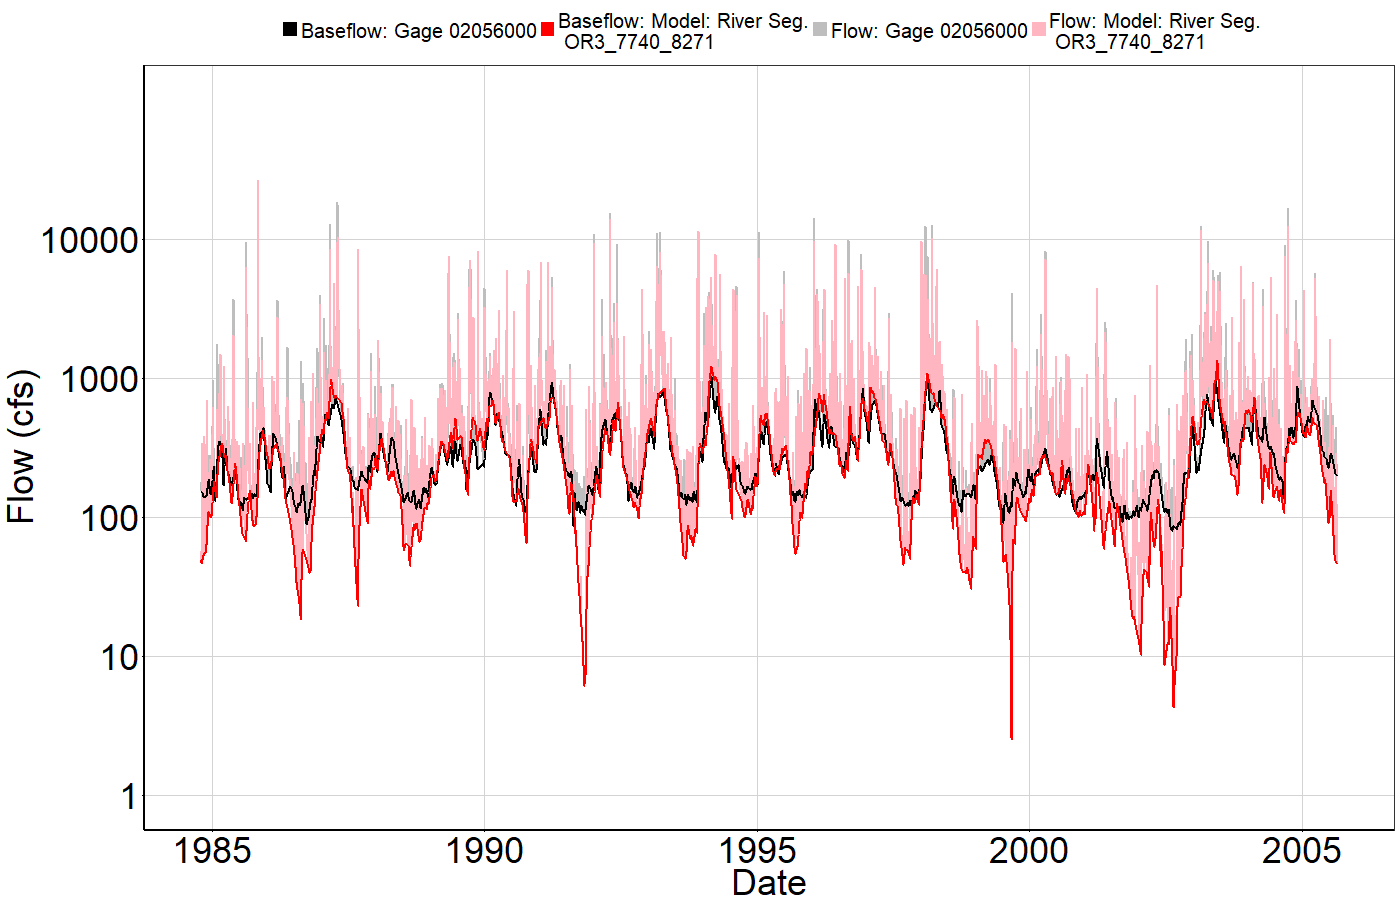 Baseflow: Gage 02056000
Baseflow: Model: River Seg.
OR3_7740_8271
Flow: Gage 02056000
Flow: Model: River Seg.
OR3_7740_8271
Flow (cfs)
10000
1000
100
10
1
1985 1990 1995 2000 2005
Date